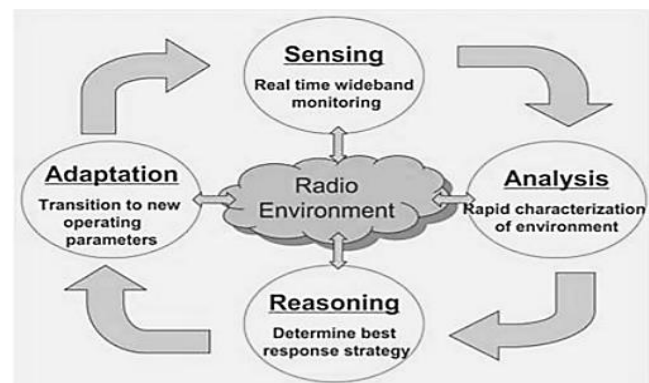 Sensing
Real time wideband
monitoring
Adaptation
Transition to new
operating
parameters
Radio
Environment
Analysis
Rapid characterization
of environment
Reasoning
Determine best
response strategy